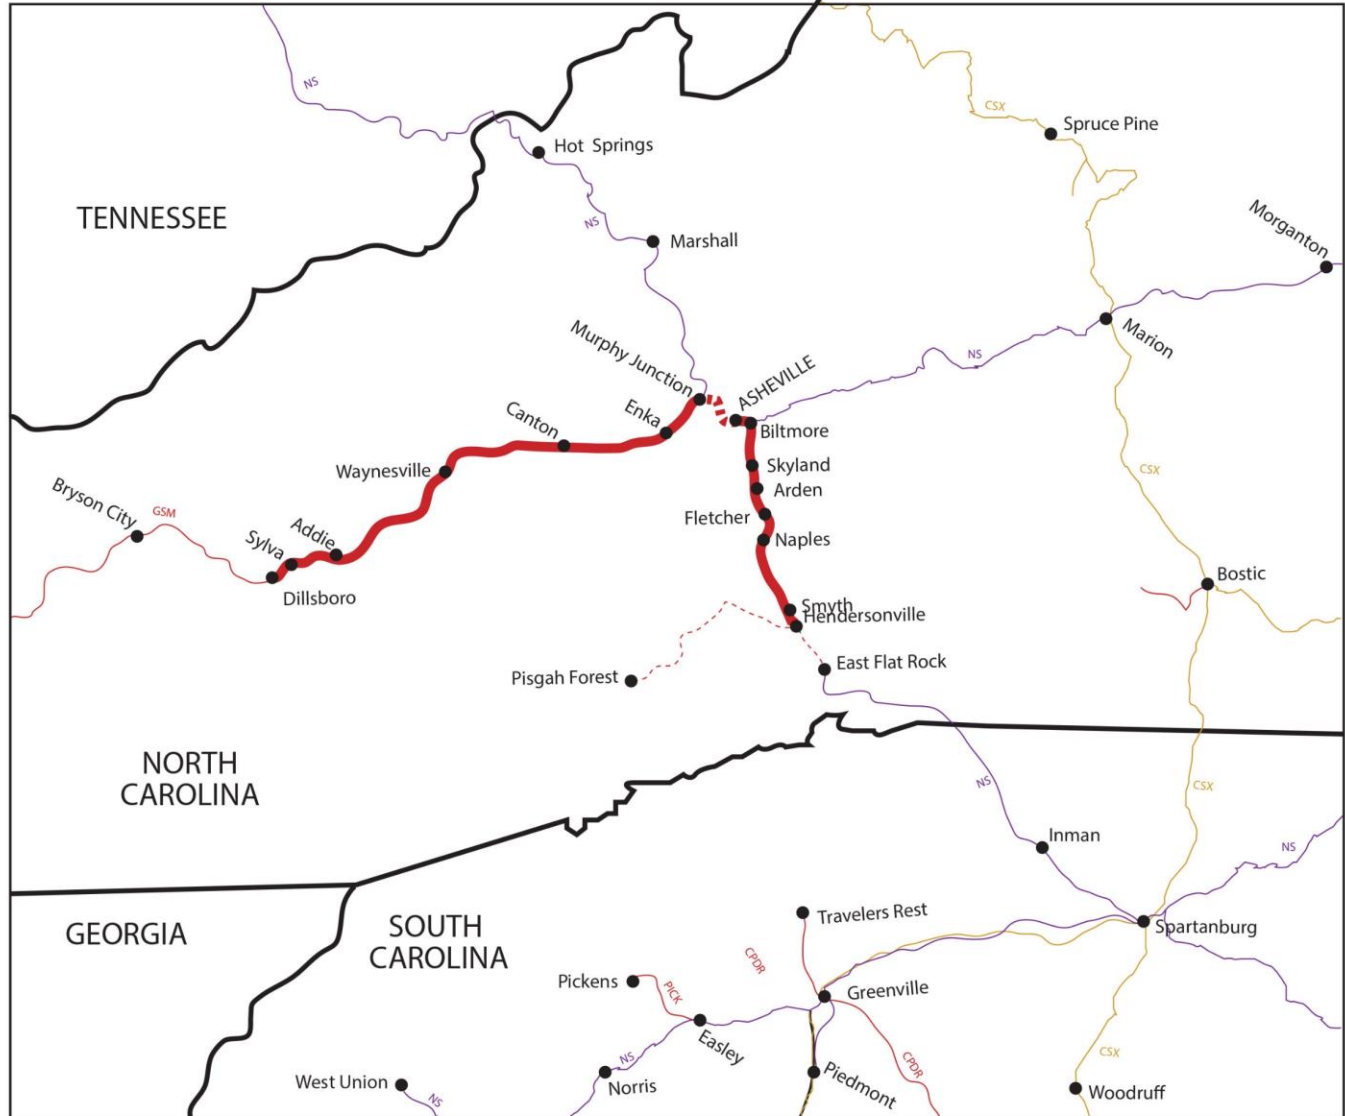 NS
CSX
Spruce Pine
Hot Springs
Morganton
TENNESSEE
NS
Marshall
Marion
Murphy Junction
NS
ASHEVILLE
Enka
Canton
Biltmore
Waynesville
Skyland
CSX
Arden
Bryson City
GSM
Fletcher
Addie
Sylva
Naples
Bostic
Dillsboro
Smyth
Hendersonville
East Flat Rock
Pisgah Forest
NORTH
CAROLINA
NS
CSX
Inman
NS
GEORGIA
SOUTH
CAROLINA
Travelers Rest
Spartanburg
CPDR
Pickens
PICK
Greenville
Easley
NS
CPDR
CSX
West Union
NS
Norris
Piedmont
Woodruff